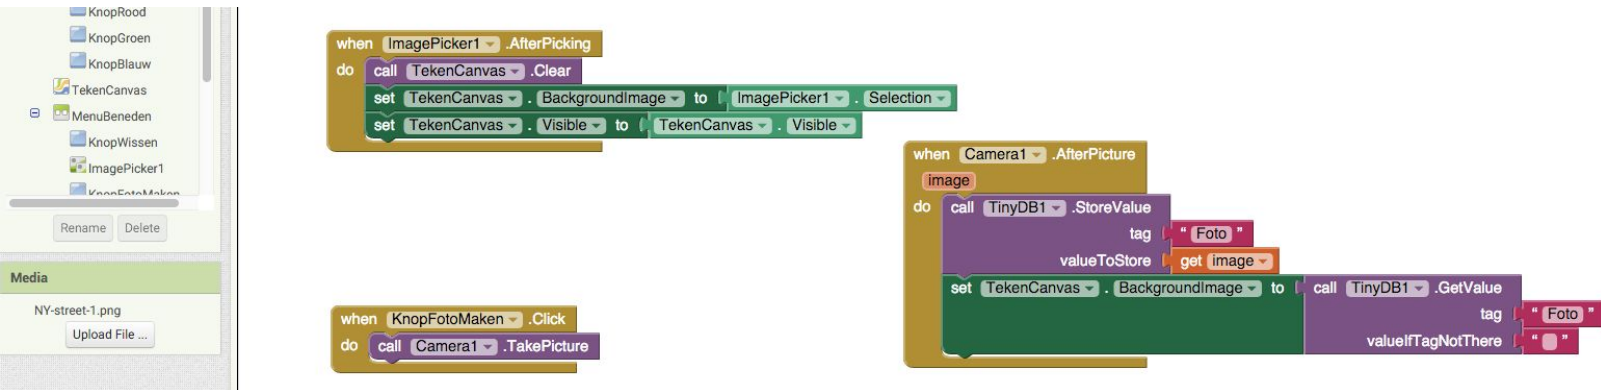 KnopRood
KnopGroen
KnopBlauw
TekenCanvas
MenuBeneden
KnopWissen
ImagePicker1
KnopFotoMaken
Rename Delete
Media
NY-street-1.png
Upload File ...
when ImagePicker1 .AfterPicking
do call TekenCanvas .Clear
set TekenCanvas . BackgroundImage to ImagePicker1 . Selection
set TekenCanvas . Visible to TekenCanvas . Visible
when KnopFotoMaken .Click
do call Camera1 .TakePicture
when Camera1 .AfterPicture
image
do call TinyDB1 .StoreValue
tag " Foto "
valueToStore get image
set TekenCanvas . BackgroundImage to call TinyDB1 .GetValue
tag " Foto "
valueIfTagNotThere " "